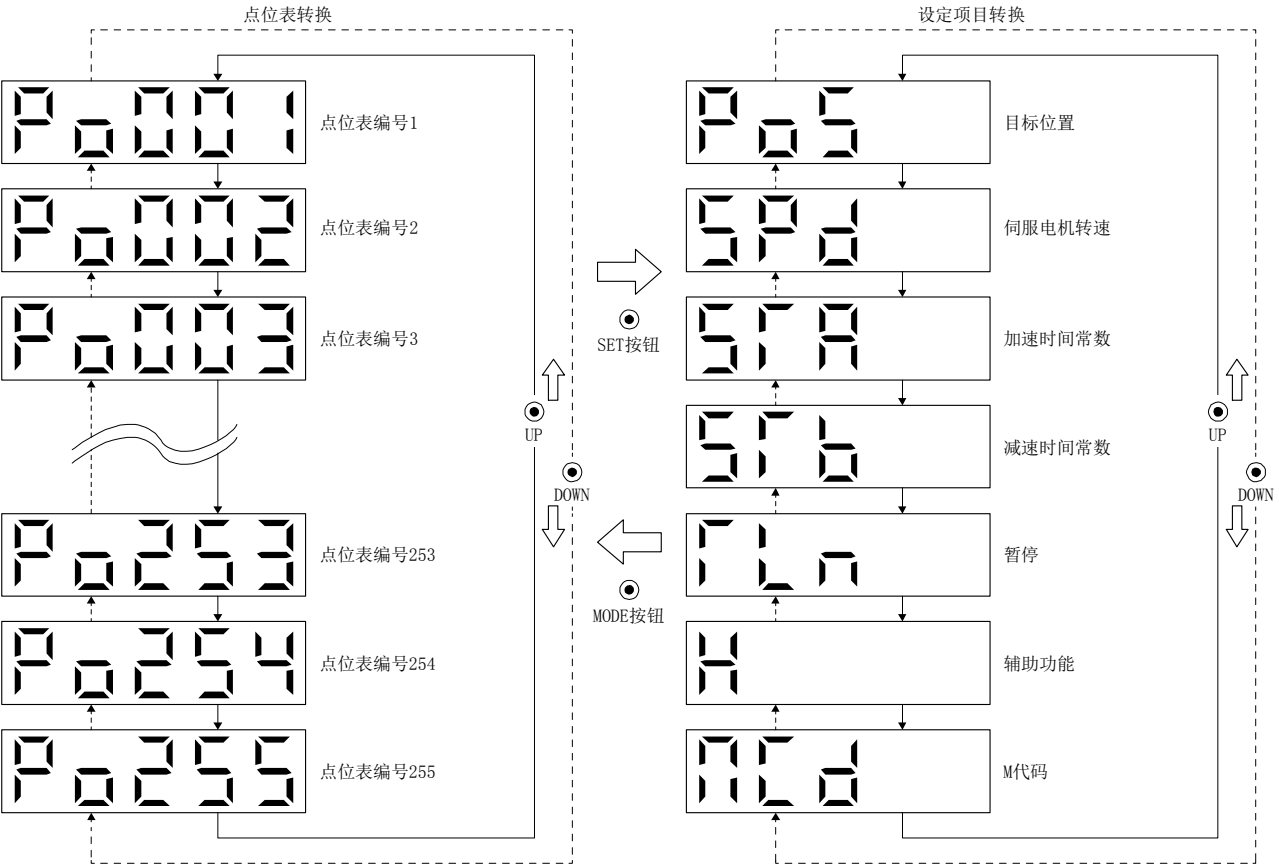 点位表转换
Po001
点位表编号1
Po002
点位表编号2
Po003
点位表编号3
Po253
点位表编号253
Po254
点位表编号254
Po255
点位表编号255
UP
DOWN
SET按钮
MODE按钮
设定项目转换
PoS
目标位置
SPd
伺服电机转速
STA
加速时间常数
STb
减速时间常数
TLn
暂停
H
辅助功能
MCd
M代码
UP
DOWN